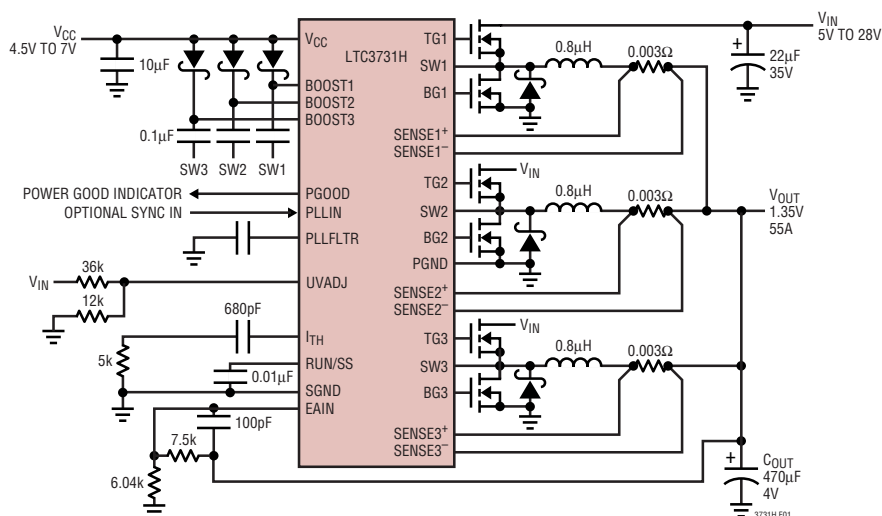 VCC
4.5V TO 7V
10µF
0.1µF
SW3 SW2 SW1
POWER GOOD INDICATOR
OPTIONAL SYNC IN
VIN
36k
12k
680pF
5k
0.01µF
100pF
7.5k
6.04k
LTC3731H
VCC
BOOST1
BOOST2
BOOST3
PGOOD
PLLIN
PLLFLTR
UVADJ
ITH
RUN/SS
SGND
EAIN
TG1
SW1
BG1
SENSE1+
SENSE1–
TG2
SW2
BG2
PGND
SENSE2+
SENSE2–
TG3
SW3
BG3
SENSE3+
SENSE3–
0.8µH
0.003Ω
VIN
5V TO 28V
22µF
35V
+
VIN
0.8µH
0.003Ω
VOUT
1.35V
55A
VIN
0.8µH
0.003Ω
+
COUT
470µF
4V
3731H F01